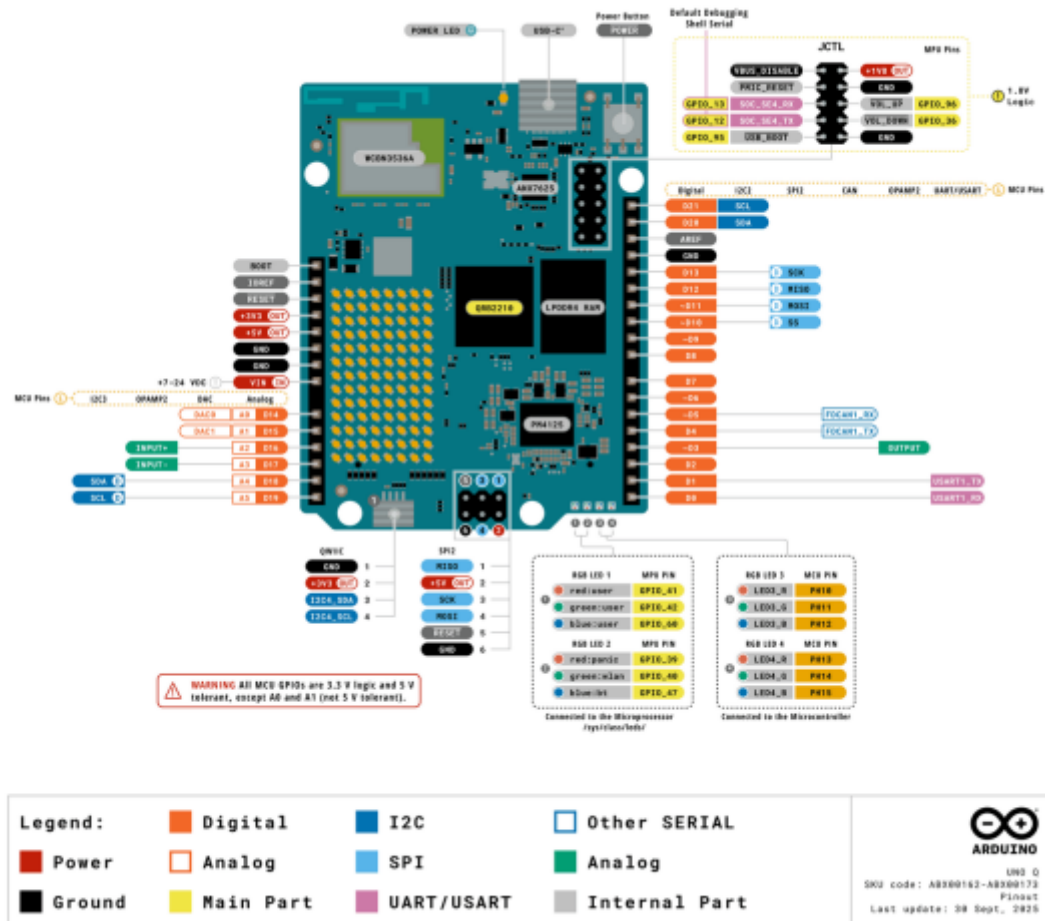 POWER LED
USB-C®
Power Button
POWER
Default Debugging
Shell Serial
JCTL
MPU Pins
VBUS_DISABLE
+1V8 OUT
PMIC_RESET
GND
GPIO_13 SOC_SE4_RX
VOL_UP GPIO_96
GPIO_12 SOC_SE4_TX
VOL_DOWN GPIO_36
GPIO_95 USB_BOOT
GND
1.8V
Logic
WCBN3536A
ANX7625
QRB2210
LPDDR4 RAM
PM4125
Digital I2C2 SPI2 CAN OPAMP2 UART/USART MCU Pins
D21 SCL
D20 SDA
AREF
GND
D13 SCK
D12 MISO
~D11 MOSI
~D10 SS
~D9
D8
D7
~D6
~D5 FDCAN1_RX
D4 FDCAN1_TX
~D3 OUTPUT
D2
D1 USART1_TX
D0 USART1_RX
BOOT
IOREF
RESET
+3V3 OUT
+5V OUT
GND
GND
+7-24 VDC VIN IN
MCU Pins I2C3 OPAMP2 DAC Analog
DAC0 A0 D14
DAC1 A1 D15
INPUT+ A2 D16
INPUT- A3 D17
SDA A4 D18
SCL A5 D19
QWIIC
GND 1
+3V3 OUT 2
I2C4_SDA 3
I2C4_SCL 4
SPI2
MISO 1
+5V OUT 2
SCK 3
MOSI 4
RESET 5
GND 6
5 3 1
6 4 2
1
RGB LED 1 MPU PIN
red:user GPIO_41
green:user GPIO_42
blue:user GPIO_60
RGB LED 2 MPU PIN
red:panic GPIO_39
green:wlan GPIO_40
blue:bt GPIO_47
Connected to the Microprocessor
/sys/class/leds/
RGB LED 3 MCU PIN
LED3_R PH10
LED3_G PH11
LED3_B PH12
RGB LED 4 MCU PIN
LED4_R PH13
LED4_G PH14
LED4_B PH15
Connected to the Microcontroller
WARNING All MCU GPIOs are 3.3 V logic and 5 V
tolerant, except A0 and A1 (not 5 V tolerant).
Legend: Digital I2C Other SERIAL
Power Analog SPI Analog
Ground Main Part UART/USART Internal Part
ARDUINO
UNO Q
SKU code: ABX00162-ABX00173
Pinout
Last update: 30 Sept, 2025